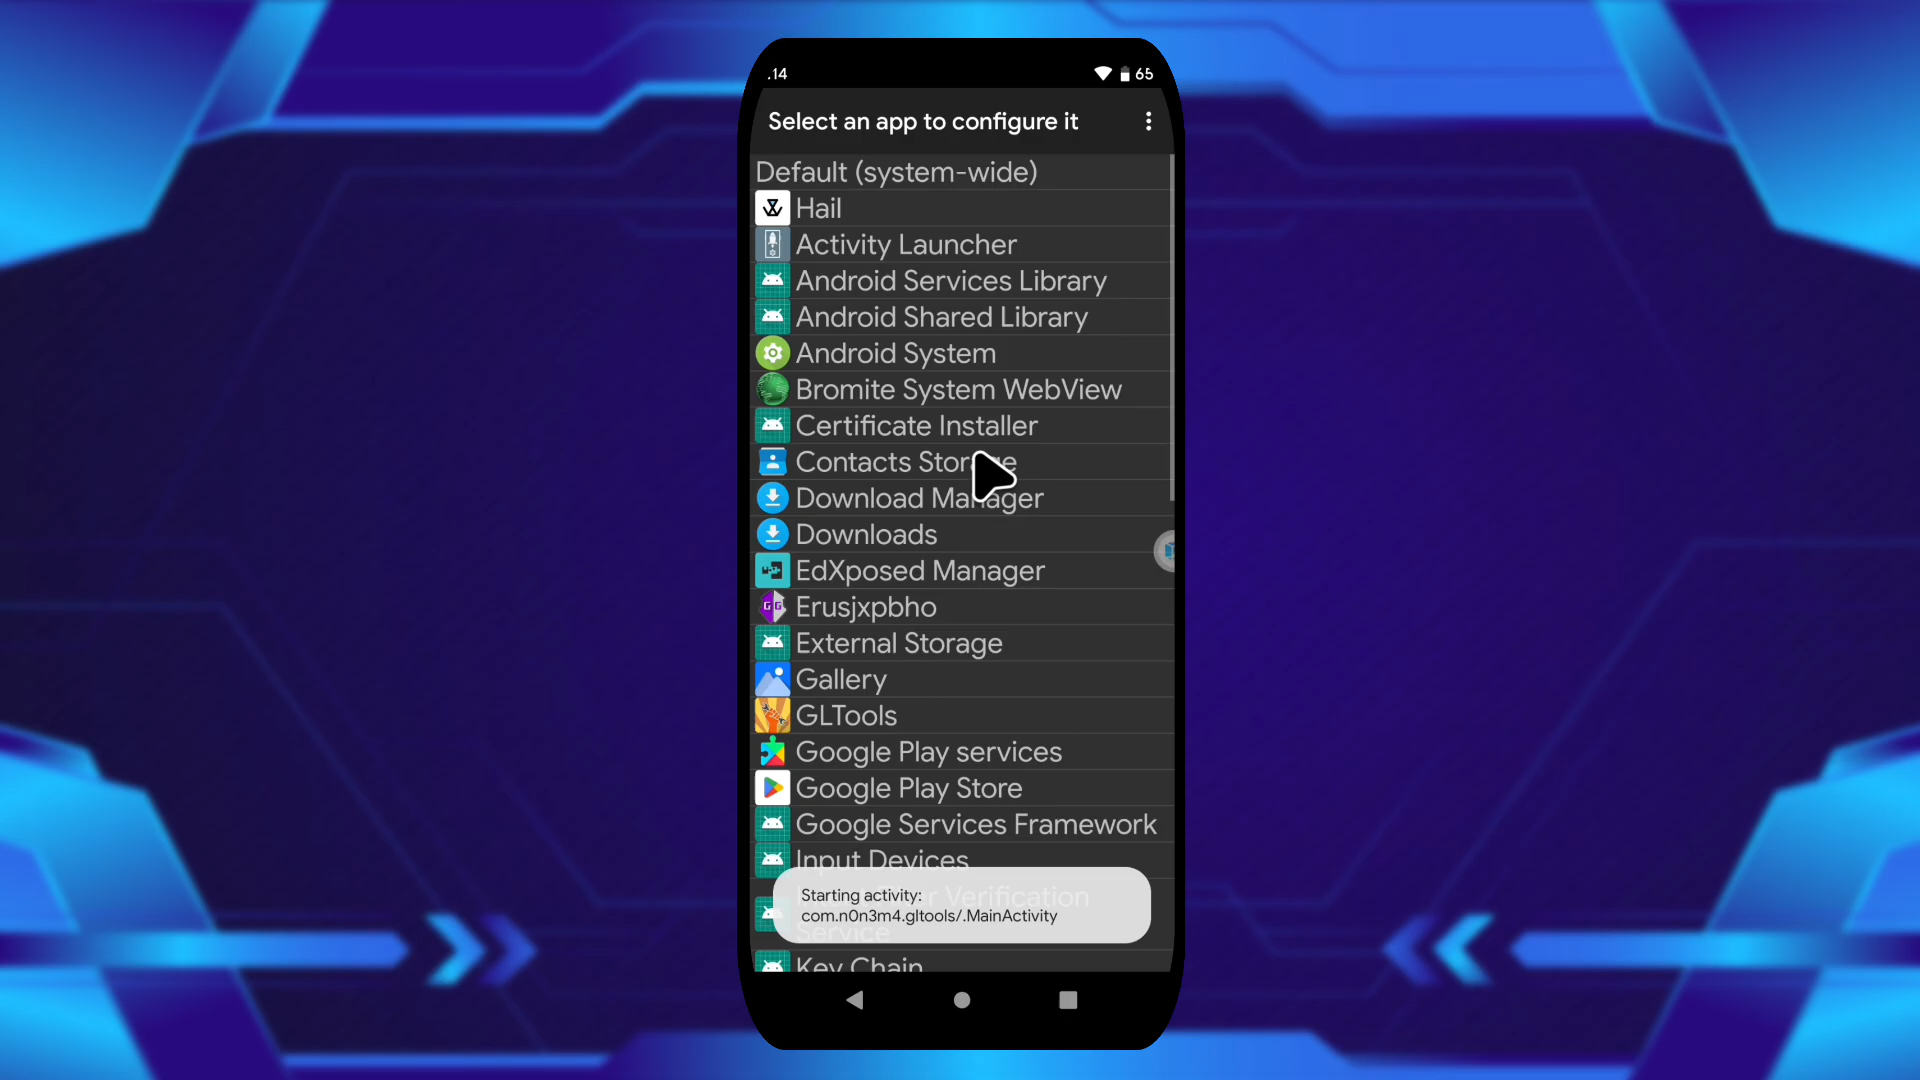 .14
65
Select an app to configure it
Default (system-wide)
Hail
Activity Launcher
Android Services Library
Android Shared Library
Android System
Bromite System WebView
Certificate Installer
Contacts Storage
Download Manager
Downloads
EdXposed Manager
Erusjxpbho
External Storage
Gallery
GLTools
Google Play services
Google Play Store
Google Services Framework
Input Devices
Verification
Service
Starting activity:
com.n0n3m4.gltools/.MainActivity
Key Chain